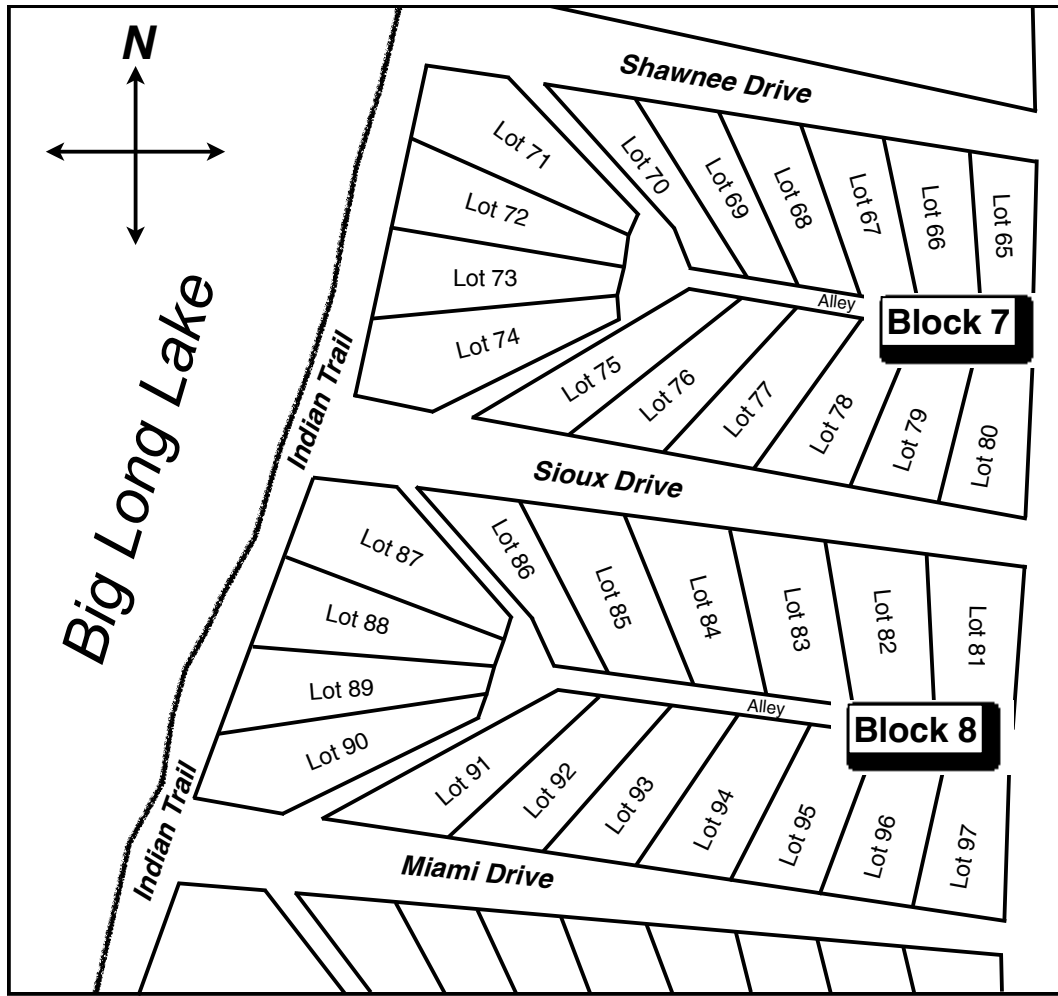 N
Shawnee Drive
Lot 71
Lot 70
Lot 69
Lot 68
Lot 67
Lot 66
Lot 65
Lot 72
Lot 73
Lot 74
Alley
Block 7
Lot 75
Lot 76
Lot 77
Lot 78
Lot 79
Lot 80
Big Long Lake
Indian Trail
Sioux Drive
Lot 87
Lot 86
Lot 85
Lot 84
Lot 83
Lot 82
Lot 81
Lot 88
Lot 89
Lot 90
Alley
Block 8
Lot 91
Lot 92
Lot 93
Lot 94
Lot 95
Lot 96
Lot 97
Indian Trail
Miami Drive